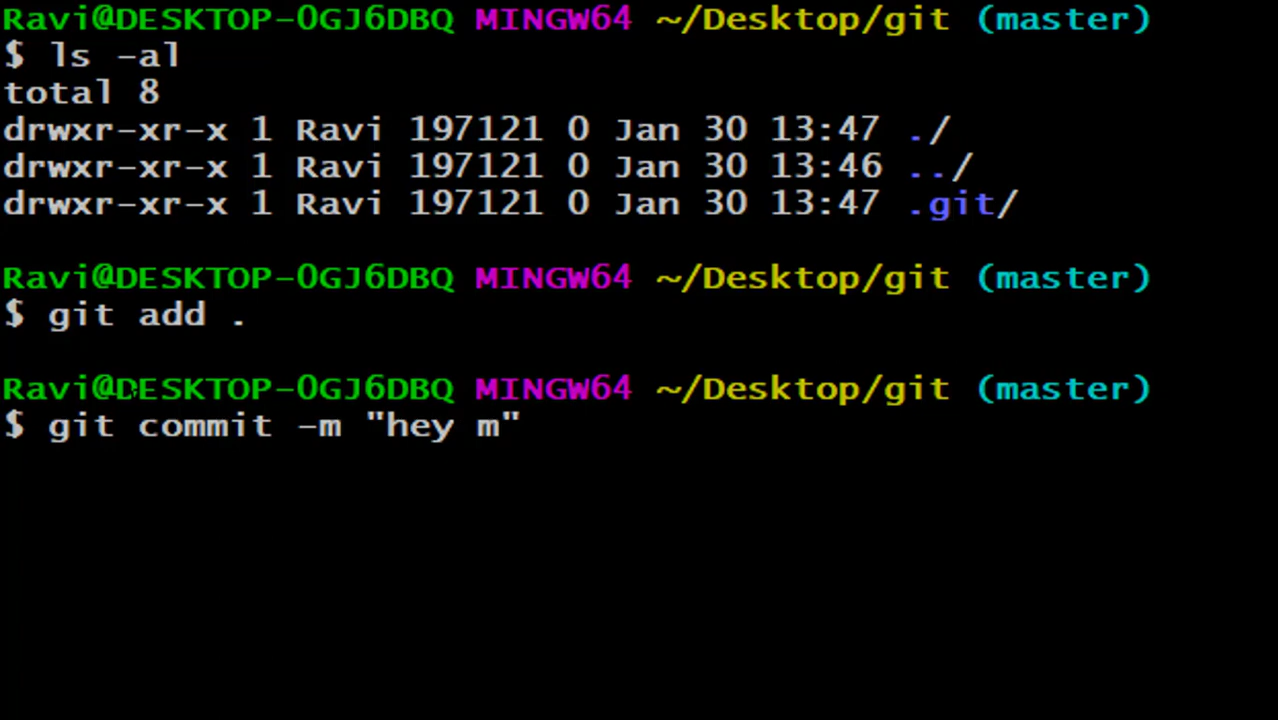 Ravi@DESKTOP-0GJ6DBQ MINGW64 ~/Desktop/git (master)
$ ls -al
total 8
drwxr-xr-x 1 Ravi 197121 0 Jan 30 13:47 ./
drwxr-xr-x 1 Ravi 197121 0 Jan 30 13:46 ../
drwxr-xr-x 1 Ravi 197121 0 Jan 30 13:47 .git/
Ravi@DESKTOP-0GJ6DBQ MINGW64 ~/Desktop/git (master)
$ git add .
Ravi@DESKTOP-0GJ6DBQ MINGW64 ~/Desktop/git (master)
$ git commit -m "hey m"